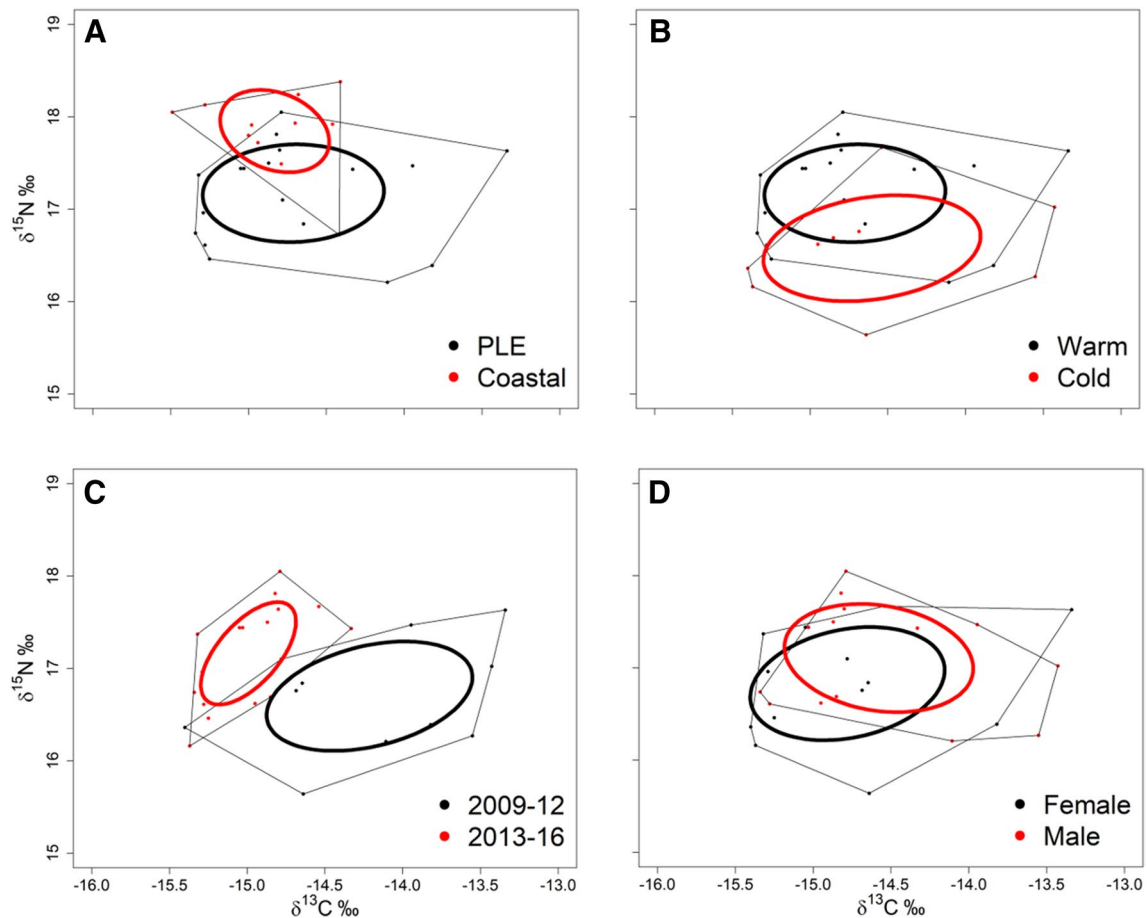 A
B
19
18
17
16
15
δ15N ‰
PLE
Coastal
Warm
Cold
C
D
19
18
17
16
15
δ15N ‰
2009-12
2013-16
Female
Male
-16.0 -15.5 -15.0 -14.5 -14.0 -13.5 -13.0
-16.0 -15.5 -15.0 -14.5 -14.0 -13.5 -13.0
δ13C ‰
δ13C ‰